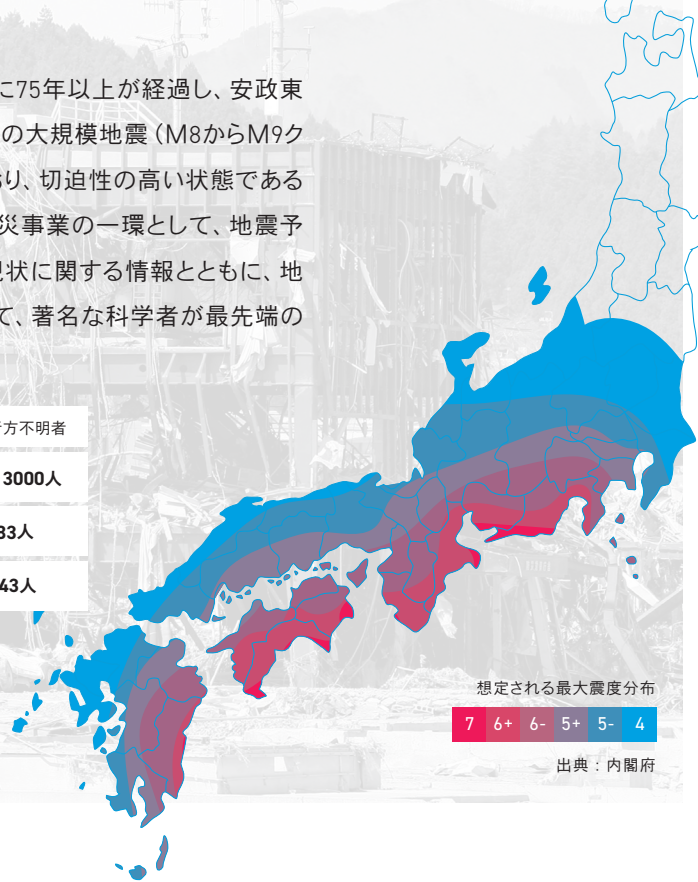 に75年以上が経過し、安政東
の大規模地震（M8からM9ク
り、切迫性の高い状態である
災事業の一環として、地震予
現状に関する情報とともに、地
て、著名な科学者が最先端の
方不明者
3000人
33人
43人
想定される最大震度分布
7 6+ 6- 5+ 5- 4
出典：内閣府